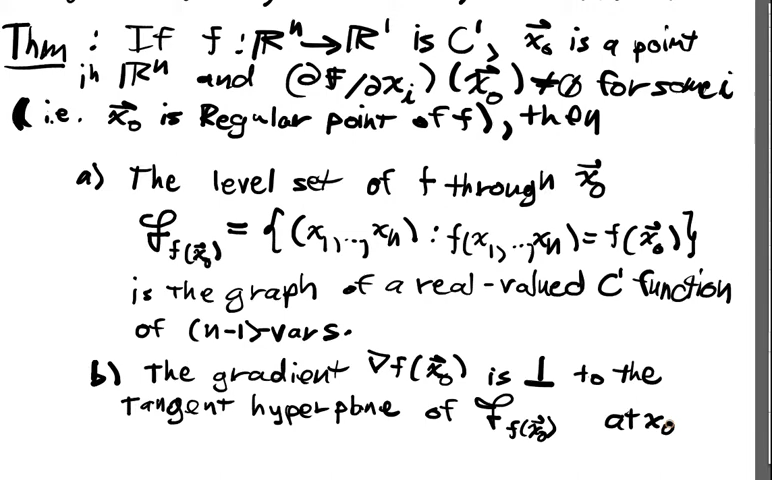 Thm : If f : ℝⁿ → ℝ¹ is C¹, x⃗₀ is a point
in ℝⁿ and (∂f/∂xᵢ)(x⃗₀) ≠ 0 for some i
(i.e. x⃗₀ is Regular point of f), then
a) The level set of f through x⃗₀
ℱ_f(x⃗₀) = {(x₁,..,xₙ) : f(x₁,..,xₙ) = f(x⃗₀)}
is the graph of a real-valued C¹ function
of (n-1)-vars.
b) The gradient ∇f(x⃗₀) is ⊥ to the
tangent hyperplane of ℱ_f(x⃗₀) at x₀